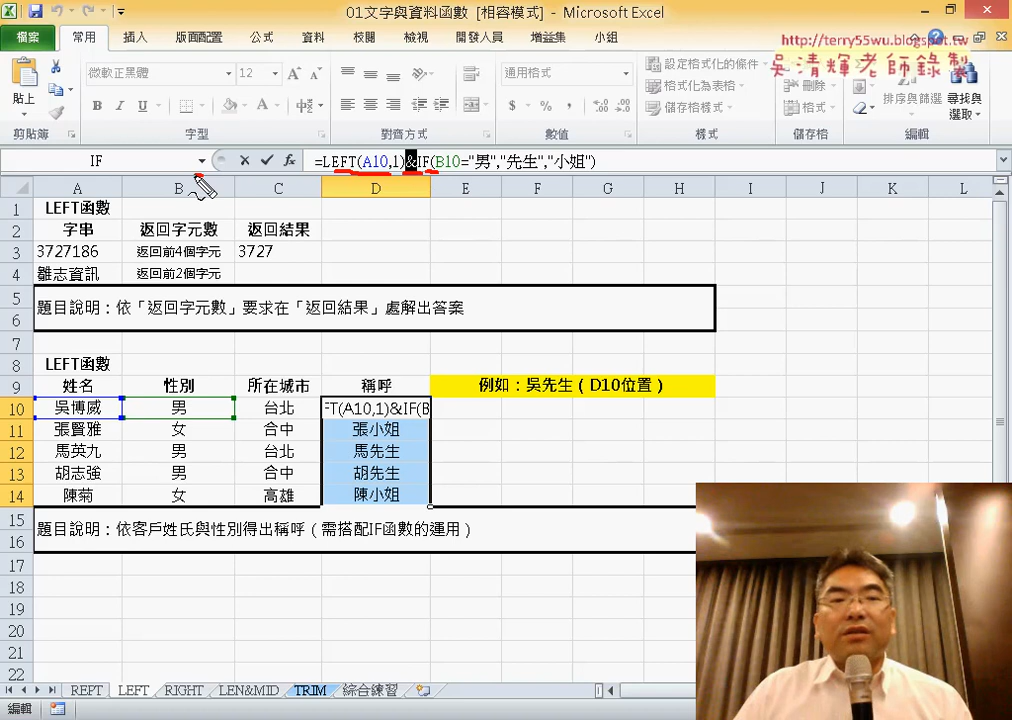 01文字與資料函數 [相容模式] - Microsoft Excel
檔案 常用 插入 版面配置 公式 資料 校閱 檢視 開發人員 增益集 小組
http://terry55wu.blogspot.tw
吳清輝老師錄製
貼上 微軟正黑體 12 通用格式 設定格式化的條件 格式化為表格 儲存格樣式 刪除 格式 排序與篩選 尋找與選取
剪貼簿 字型 對齊方式 數值 樣式 儲存格 編輯
IF =LEFT(A10,1)&IF(B10="男","先生","小姐")
A B C D E F G H I J K L
1 LEFT函數
2 字串 返回字元數 返回結果
3 3727186 返回前4個字元 3727
4 雛志資訊 返回前2個字元
5 題目說明：依「返回字元數」要求在「返回結果」處解出答案
6
7
8 LEFT函數
9 姓名 性別 所在城市 稱呼 例如：吳先生（D10位置）
10 吳博威 男 台北 FT(A10,1)&IF(B
11 張賢雅 女 台中 張小姐
12 馬英九 男 台北 馬先生
13 胡志強 男 台中 胡先生
14 陳菊 女 高雄 陳小姐
15 題目說明：依客戶姓氏與性別得出稱呼（需搭配IF函數的運用）
16
17
18
19
20
21
22
REPT LEFT RIGHT LEN&MID TRIM 綜合練習
編輯